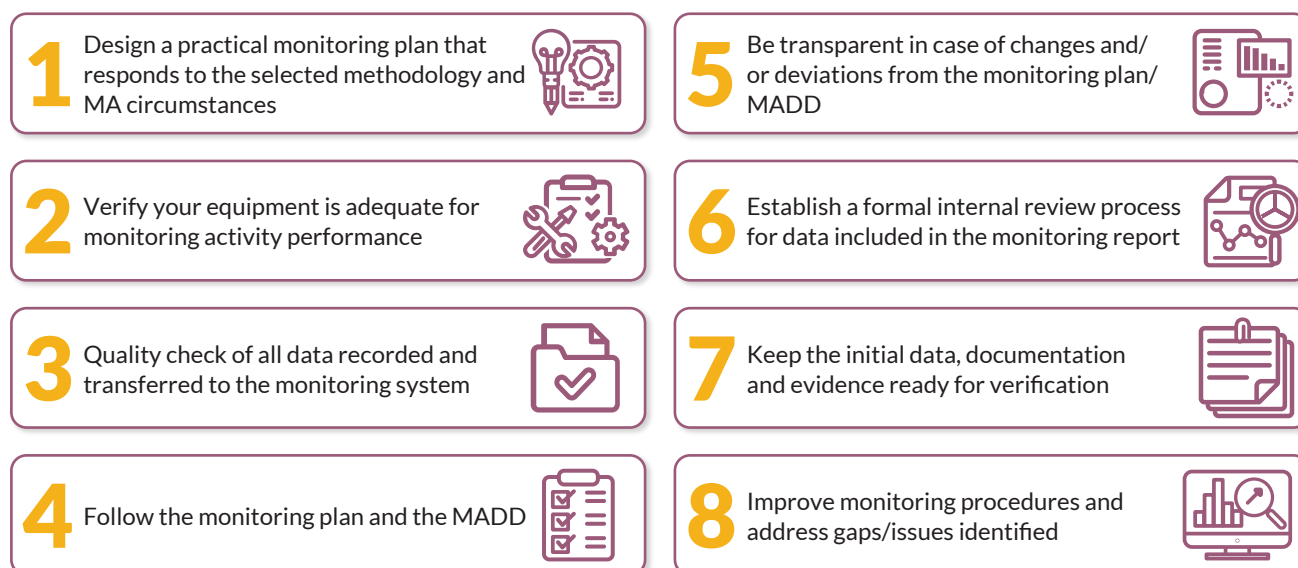 1
Design a practical monitoring plan that
responds to the selected methodology and
MA circumstances
2
Verify your equipment is adequate for
monitoring activity performance
3
Quality check of all data recorded and
transferred to the monitoring system
4
Follow the monitoring plan and the MADD
5
Be transparent in case of changes and/
or deviations from the monitoring plan/
MADD
6
Establish a formal internal review process
for data included in the monitoring report
7
Keep the initial data, documentation
and evidence ready for verification
8
Improve monitoring procedures and
address gaps/issues identified